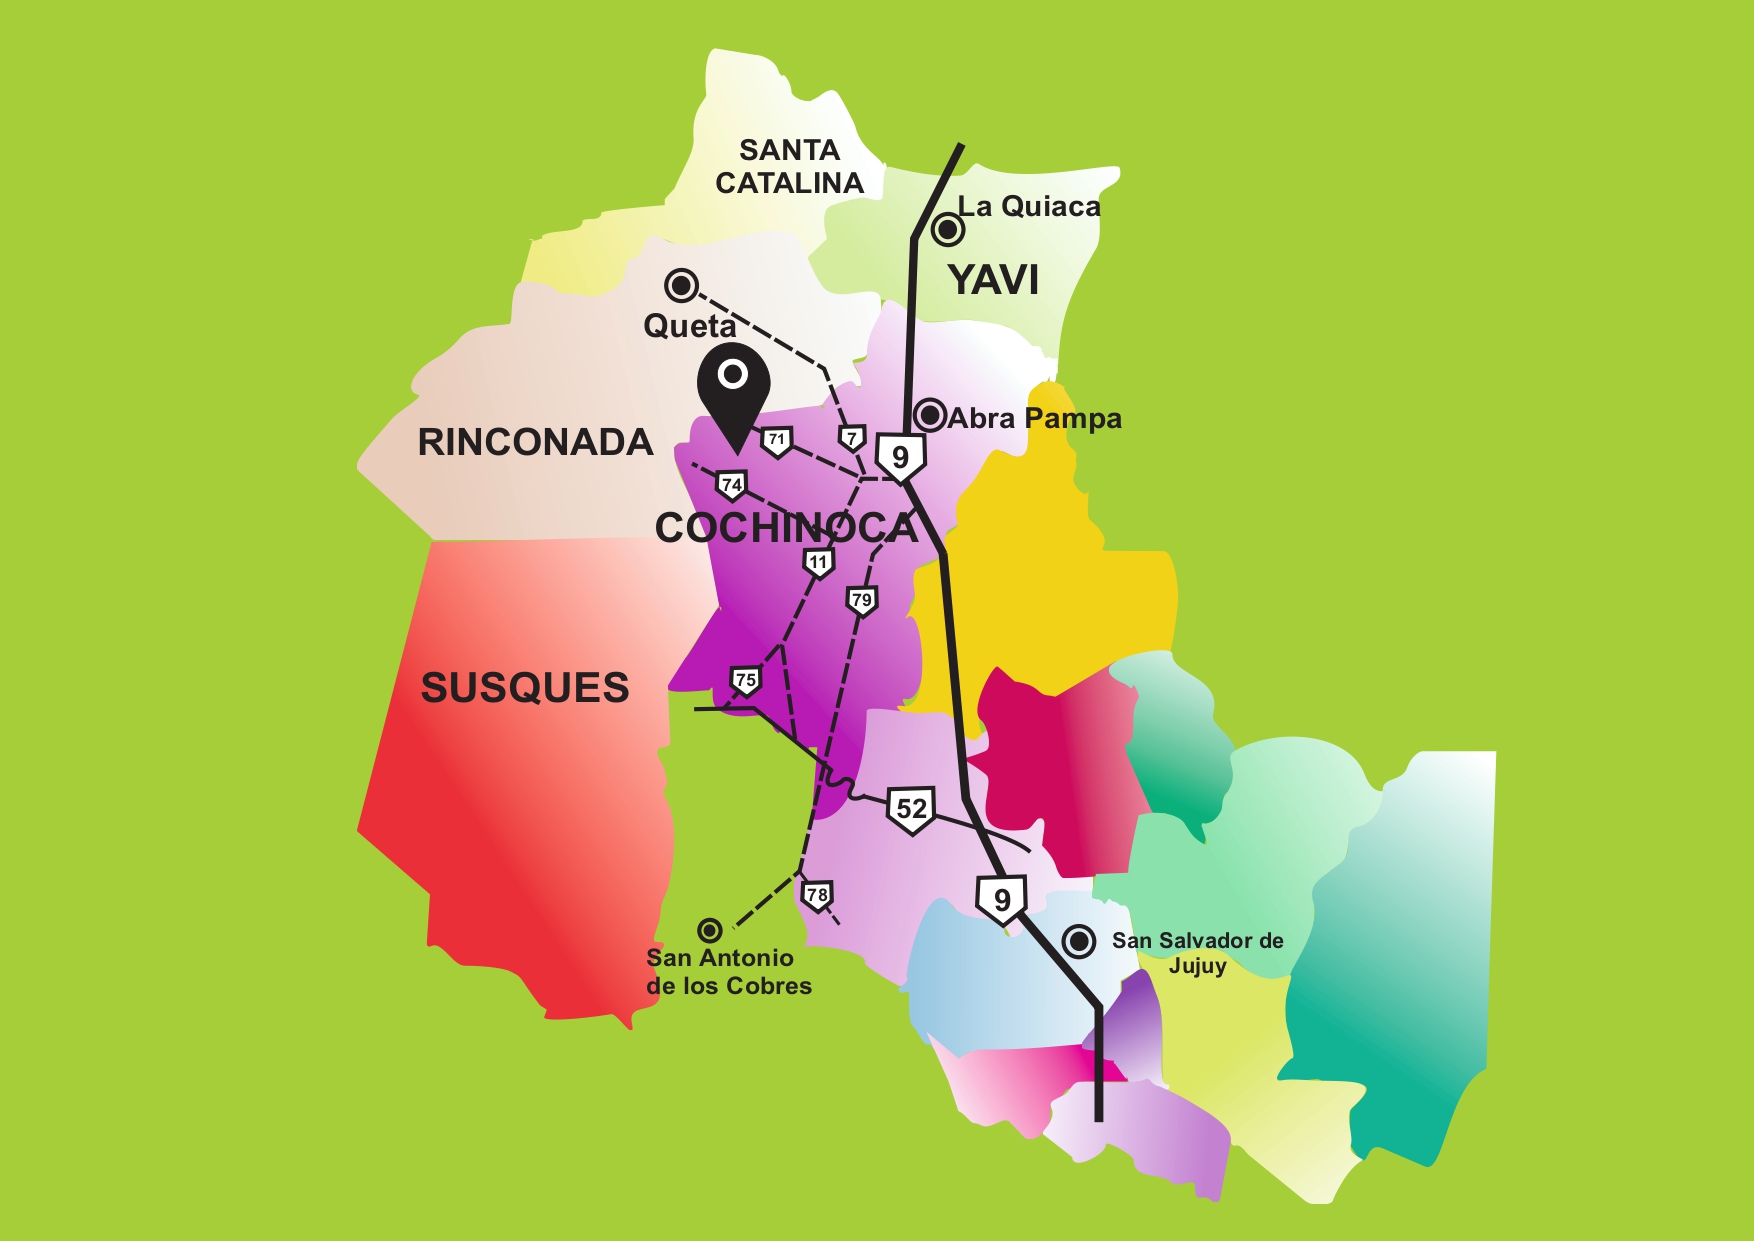 SANTA
CATALINA
La Quiaca
YAVI
Queta
Abra Pampa
RINCONADA
71
7
9
74
COCHINOCA
11
79
SUSQUES
75
52
78
9
San Antonio
de los Cobres
San Salvador de
Jujuy